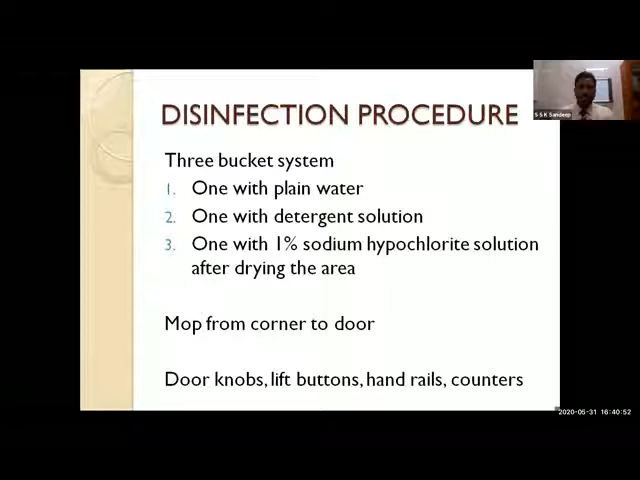 DISINFECTION PROCEDURE
S S K Sandeep
Three bucket system
1. One with plain water
2. One with detergent solution
3. One with 1% sodium hypochlorite solution
after drying the area
Mop from corner to door
Door knobs, lift buttons, hand rails, counters
2020-05-31 16:40:52